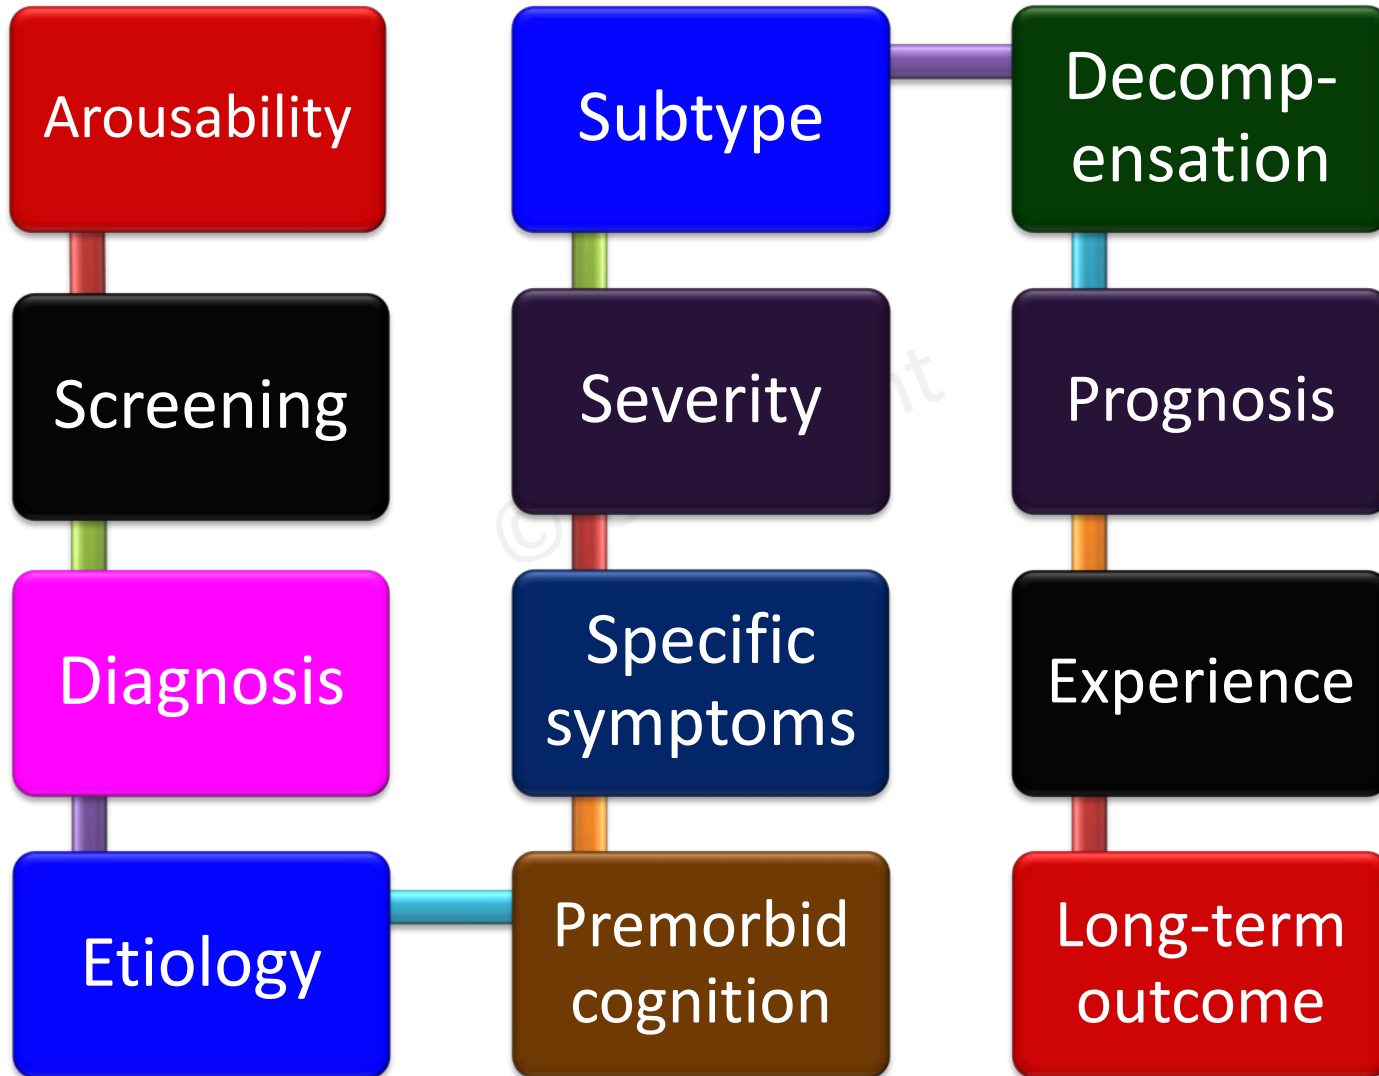 Arousability
Screening
Diagnosis
Etiology
Premorbid
cognition
Specific
symptoms
Severity
Subtype
Decomp-
ensation
Prognosis
Experience
Long-term
outcome